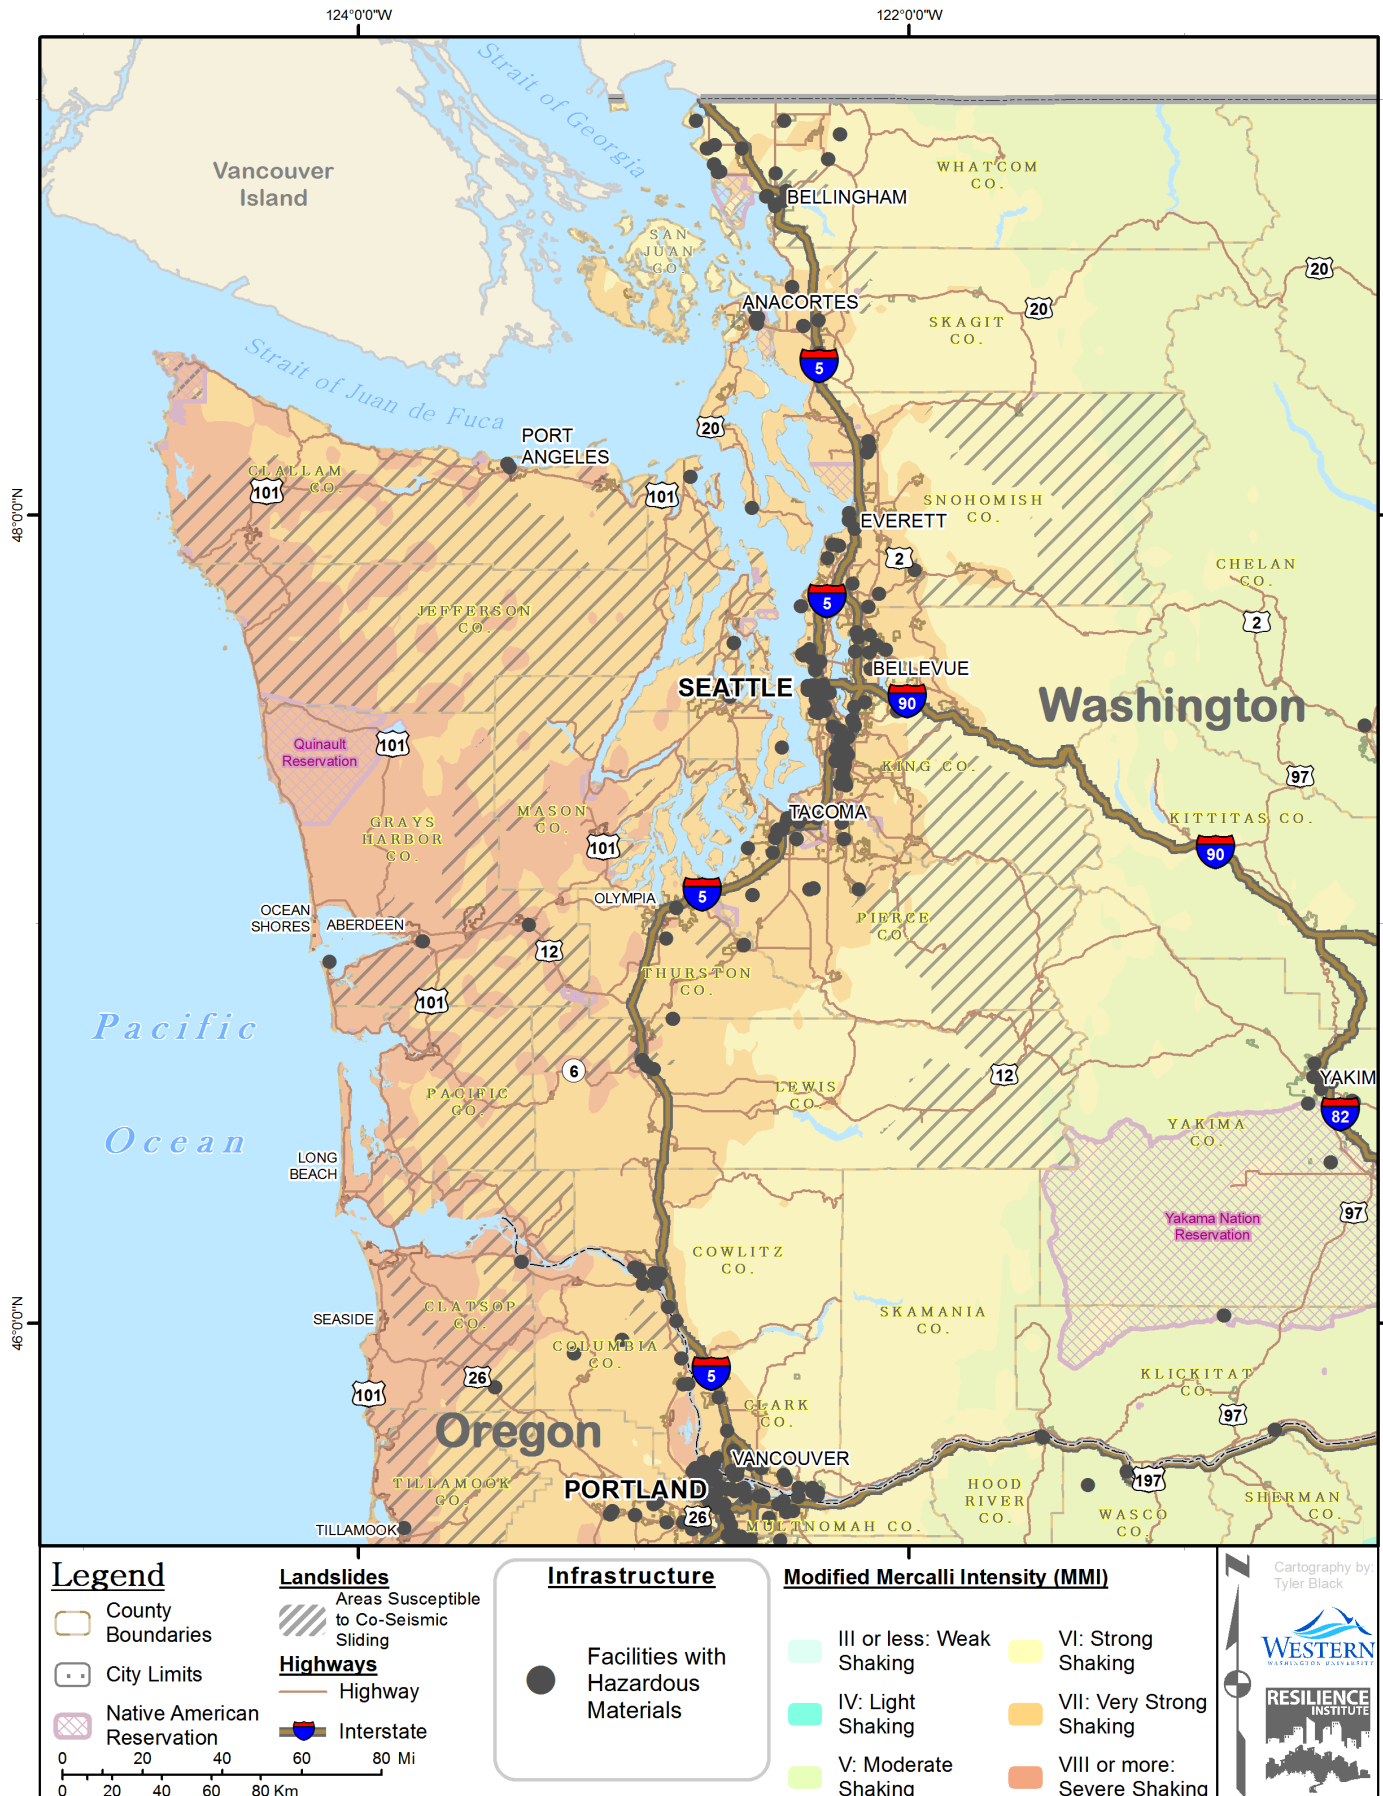 124°0'0"W
122°0'0"W
Strait of Georgia
Vancouver
Island
WHATCOM
CO.
BELLINGHAM
SAN
JUAN
CO.
20
ANACORTES
20
SKAGIT
CO.
Strait of Juan de Fuca
5
20
PORT
ANGELES
CLALLAM
CO.
101
101
48°0'0"N
SNOHOMISH
CO.
EVERETT
2
CHELAN
CO.
5
JEFFERSON
CO.
2
BELLEVUE
SEATTLE
90
Washington
Quinault
Reservation
101
KING CO.
97
MASON
CO.
TACOMA
GRAYS
HARBOR
CO.
101
KITTITAS CO.
90
5
OLYMPIA
OCEAN
SHORES
ABERDEEN
PIERCE
CO.
12
THURSTON
CO.
101
Pacific
Ocean
6
12
YAKIM
PACIFIC
CO.
LEWIS
CO.
82
YAKIMA
CO.
LONG
BEACH
97
Yakama Nation
Reservation
COWLITZ
CO.
46°0'0"N
SEASIDE
CLATSOP
CO.
SKAMANIA
CO.
COLUMBIA
CO.
26
101
5
KLICKITAT
CO.
97
CLARK
CO.
Oregon
VANCOUVER
PORTLAND
TILLAMOOK
CO.
26
197
HOOD
RIVER
CO.
WASCO
CO.
SHERMAN
CO.
TILLAMOOK
MULTNOMAH CO.
Legend
County
Boundaries
City Limits
Native American
Reservation
0 20 40 60 80 Mi
0 20 40 60 80 Km
Landslides
Areas Susceptible
to Co-Seismic
Sliding
Highways
Highway
Interstate
Infrastructure
Facilities with
Hazardous
Materials
Modified Mercalli Intensity (MMI)
III or less: Weak
Shaking
IV: Light
Shaking
V: Moderate
Shaking
VI: Strong
Shaking
VII: Very Strong
Shaking
VIII or more:
Severe Shaking
N
Cartography by:
Tyler Black
WESTERN
WASHINGTON UNIVERSITY
RESILIENCE
INSTITUTE